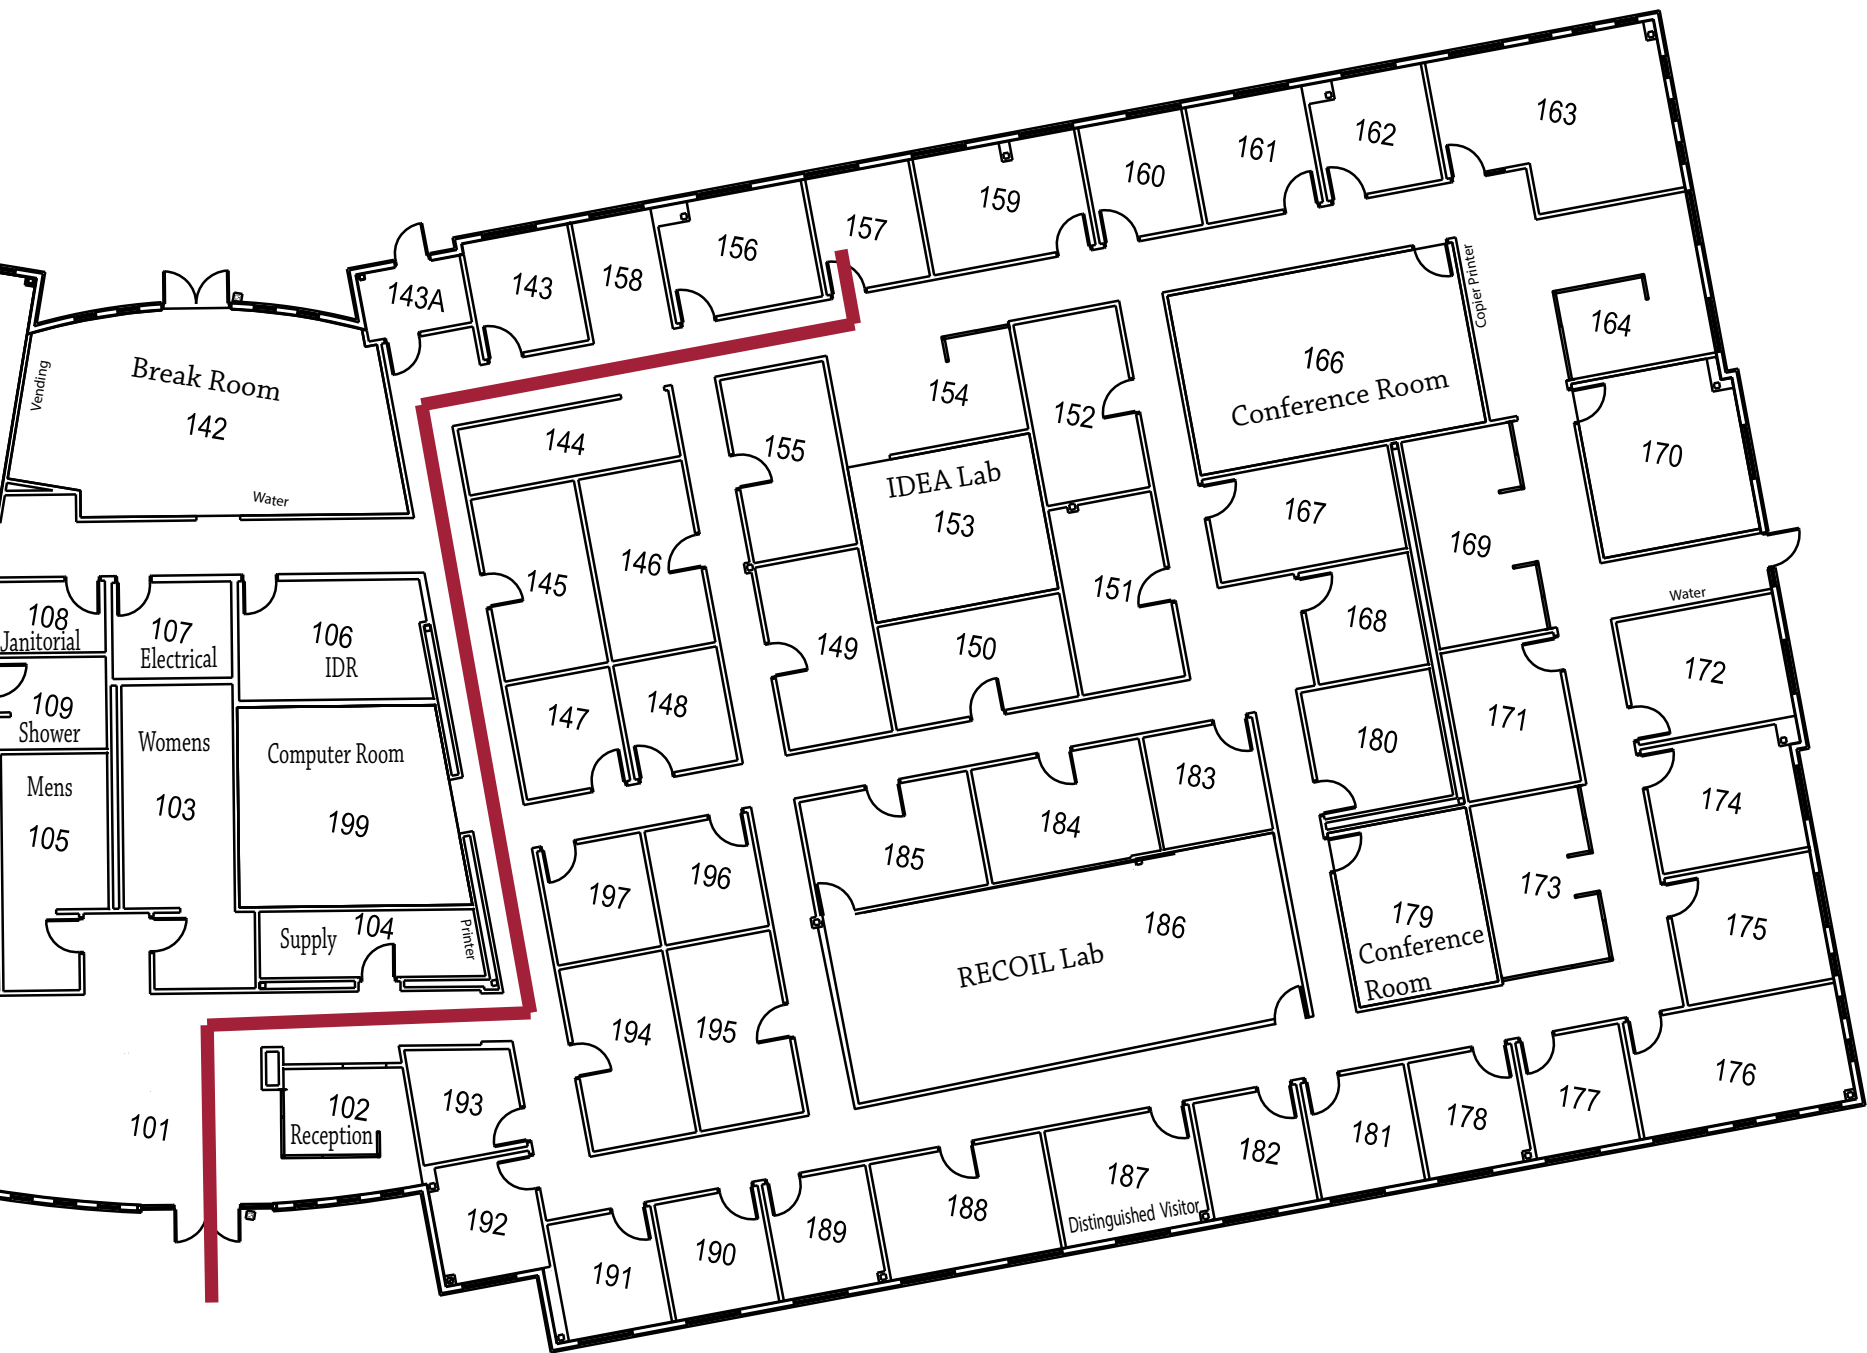 163
162
161
160
159
157
156
158
143
143A
Copier Printer
164
166
Conference Room
Break Room
142
Vending
Water
154
152
144
155
IDEA Lab
153
170
167
169
145
146
151
168
Water
108
Janitorial
107
Electrical
106
IDR
149
150
172
109
Shower
147
148
171
180
Womens
103
Computer Room
199
Mens
105
183
184
185
174
197
196
173
179
Conference
Room
175
186
RECOIL Lab
104
Supply
Printer
194
195
176
177
178
181
182
193
102
Reception
101
187
Distinguished Visitor
188
189
190
191
192